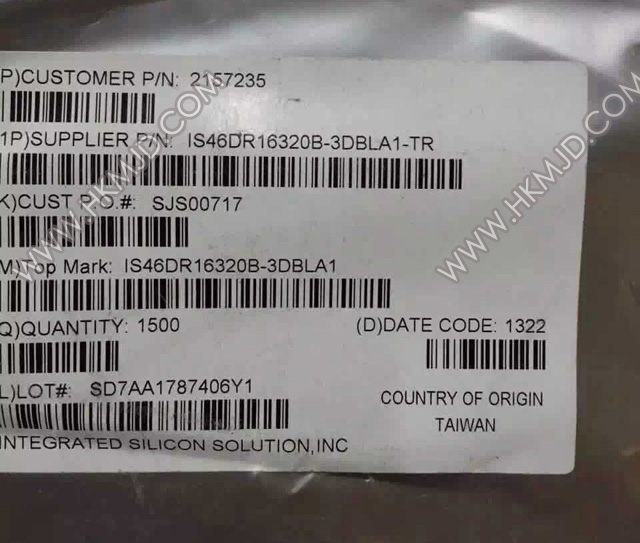 P)CUSTOMER P/N: 2157235
1P)SUPPLIER P/N: IS46DR16320B-3DBLA1-TR
K)CUST P.O.#: SJS00717
M)Top Mark: IS46DR16320B-3DBLA1
Q)QUANTITY: 1500
(D)DATE CODE: 1322
L)LOT#: SD7AA1787406Y1
COUNTRY OF ORIGIN
TAIWAN
INTEGRATED SILICON SOLUTION,INC
WWW.HKMJD.COM
WWW.HKMJD.COM